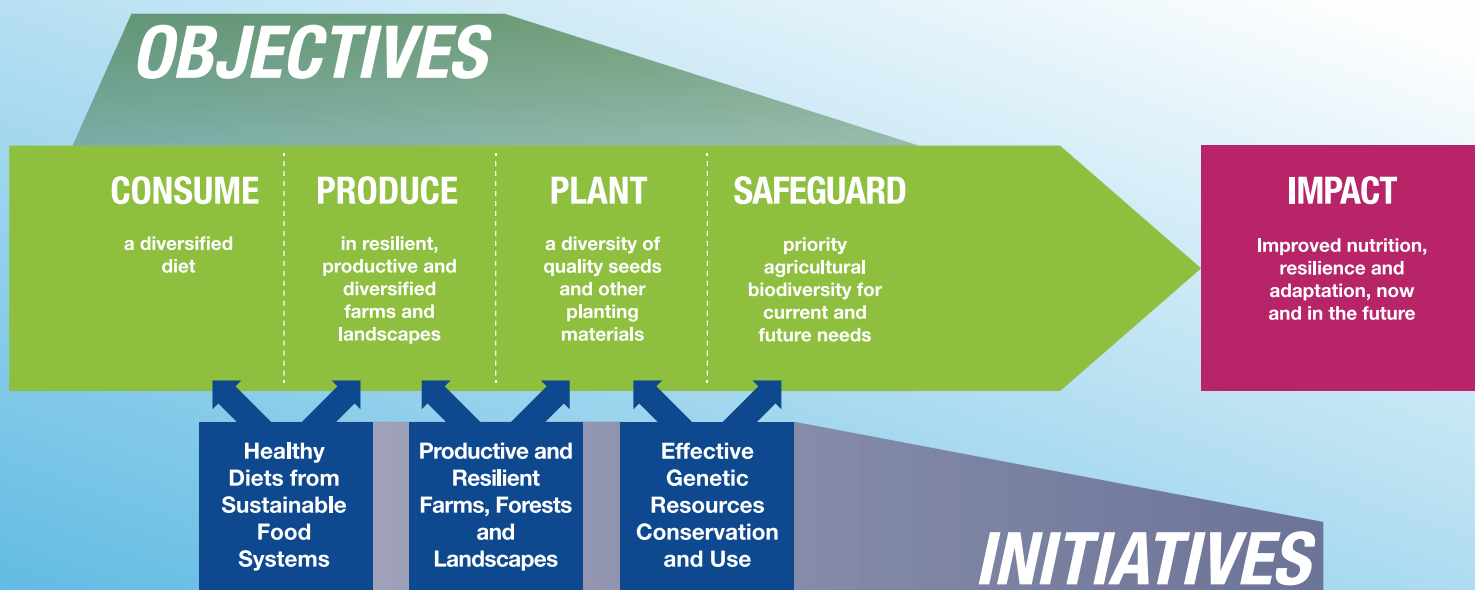 OBJECTIVES
CONSUME
a diversified
diet
PRODUCE
in resilient,
productive and
diversified
farms and
landscapes
PLANT
a diversity of
quality seeds
and other
planting
materials
SAFEGUARD
priority
agricultural
biodiversity for
current and
future needs
IMPACT
Improved nutrition,
resilience and
adaptation, now
and in the future
Healthy
Diets from
Sustainable
Food
Systems
Productive and
Resilient
Farms, Forests
and
Landscapes
Effective
Genetic
Resources
Conservation
and Use
INITIATIVES